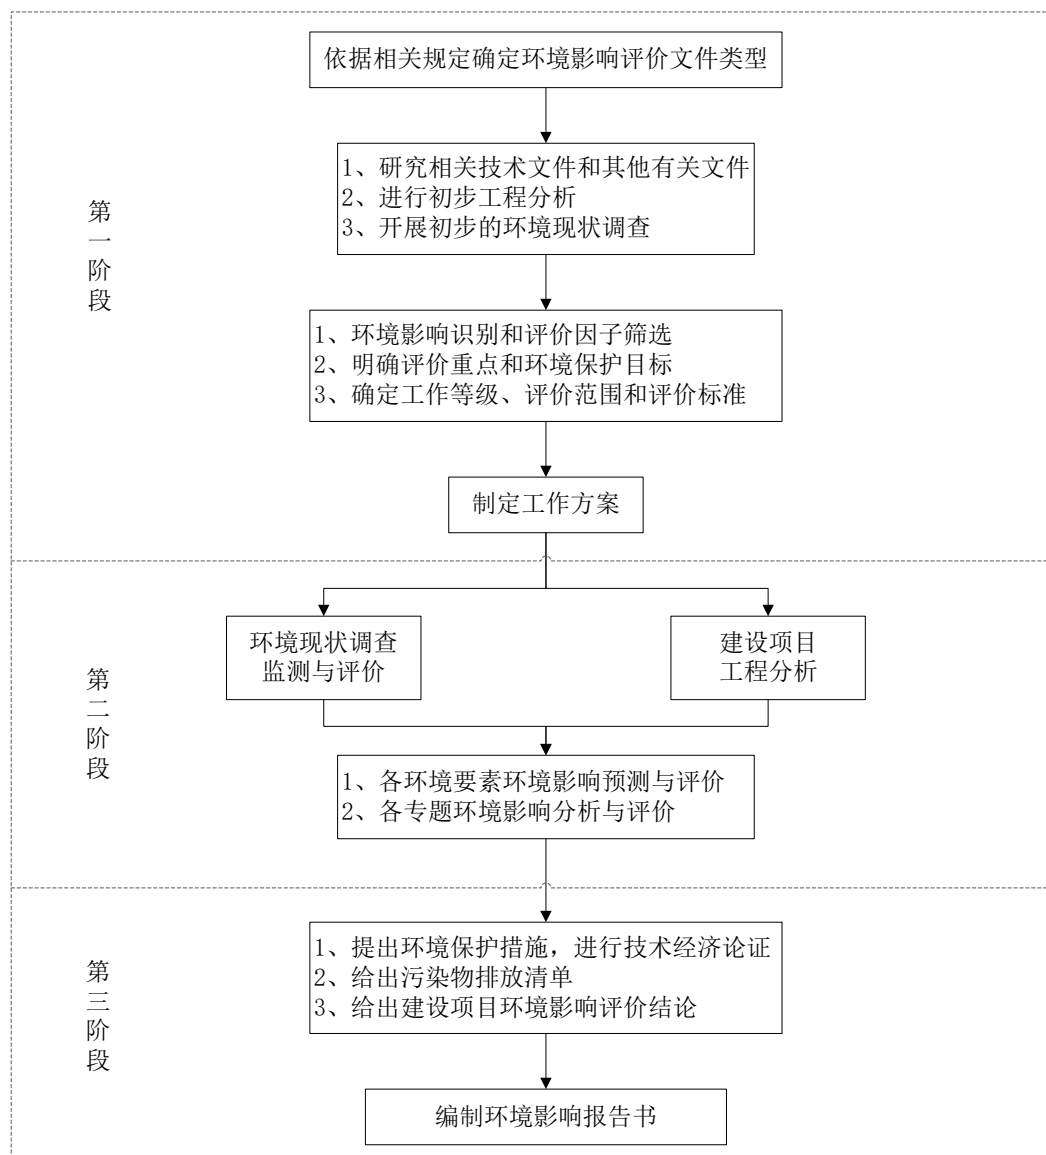 依据相关规定确定环境影响评价文件类型
第一阶段
1、研究相关技术文件和其他有关文件
2、进行初步工程分析
3、开展初步的环境现状调查
1、环境影响识别和评价因子筛选
2、明确评价重点和环境保护目标
3、确定工作等级、评价范围和评价标准
制定工作方案
第二阶段
环境现状调查
监测与评价
建设项目
工程分析
1、各环境要素环境影响预测与评价
2、各专题环境影响分析与评价
第三阶段
1、提出环境保护措施，进行技术经济论证
2、给出污染物排放清单
3、给出建设项目环境影响评价结论
编制环境影响报告书